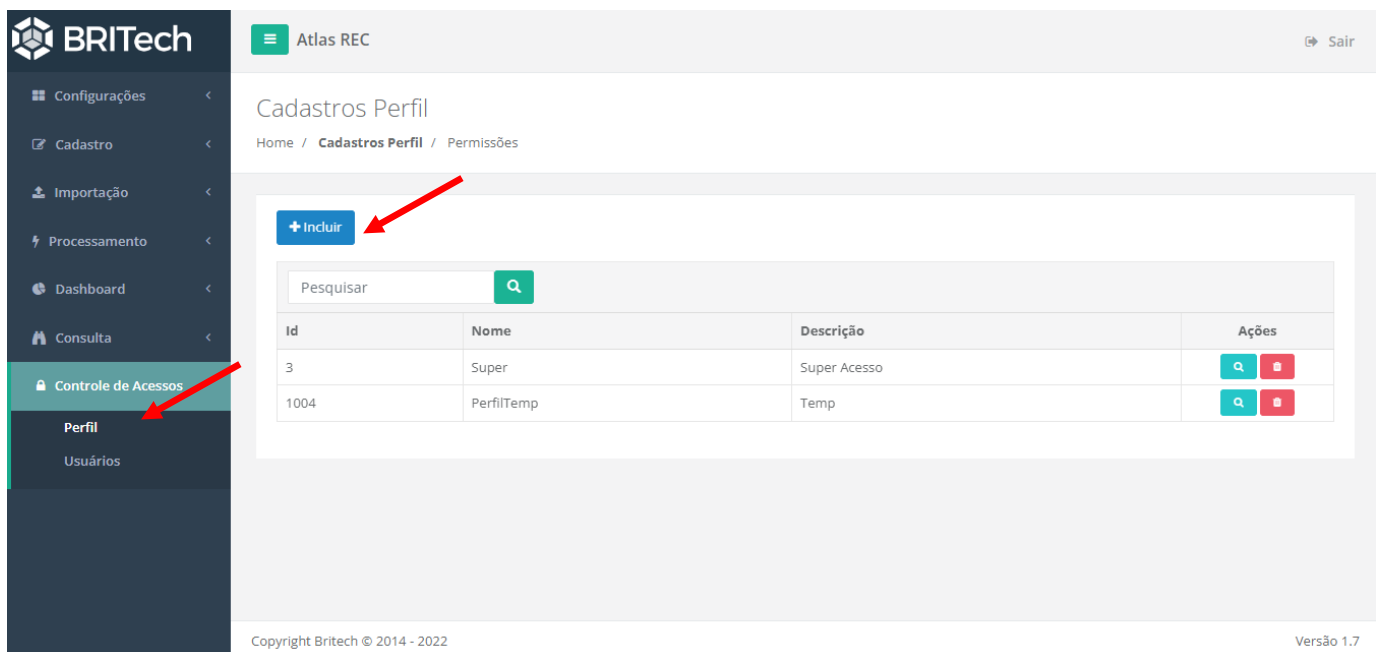 BRITech
Atlas REC
Sair
Configurações
Cadastro
Importação
Processamento
Dashboard
Consulta
Controle de Acessos
Perfil
Usuários
Cadastros Perfil
Home / Cadastros Perfil / Permissões
+ Incluir
Pesquisar
Id Nome Descrição Ações
3 Super Super Acesso
1004 PerfilTemp Temp
Copyright Britech © 2014 - 2022
Versão 1.7